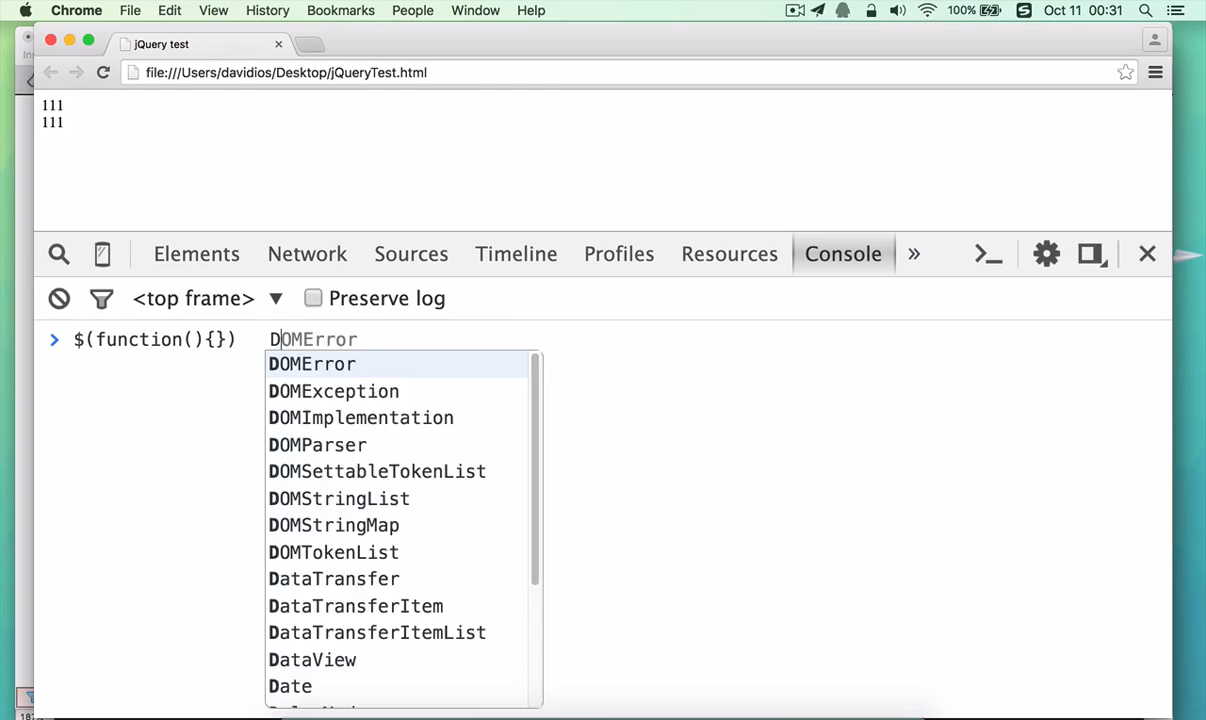 Chrome File Edit View History Bookmarks People Window Help 100% Oct 11 00:31
jQuery test
file:///Users/davidios/Desktop/jQueryTest.html
111
111
Elements Network Sources Timeline Profiles Resources Console »
<top frame> ▼ Preserve log
> $(function(){}) DOMError
DOMError
DOMException
DOMImplementation
DOMParser
DOMSettableTokenList
DOMStringList
DOMStringMap
DOMTokenList
DataTransfer
DataTransferItem
DataTransferItemList
DataView
Date